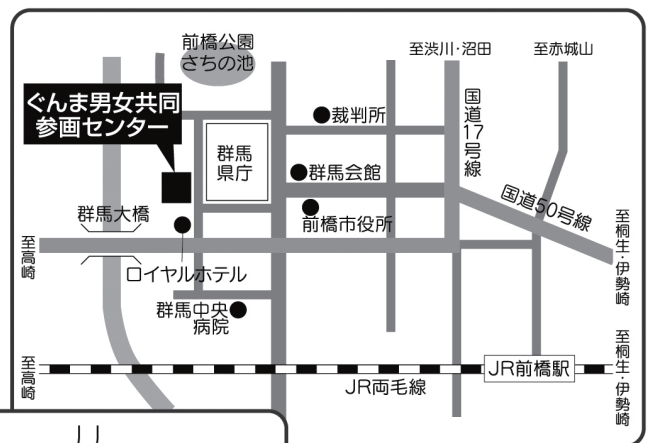 前橋公園
さちの池
至渋川・沼田
至赤城山
ぐんま男女共同
参画センター
裁判所
国道17号線
群馬
県庁
群馬会館
国道50号線
前橋市役所
群馬大橋
至高崎
至桐生・伊勢崎
ロイヤルホテル
群馬中央
病院
至高崎
JR両毛線
JR前橋駅
至桐生・伊勢崎